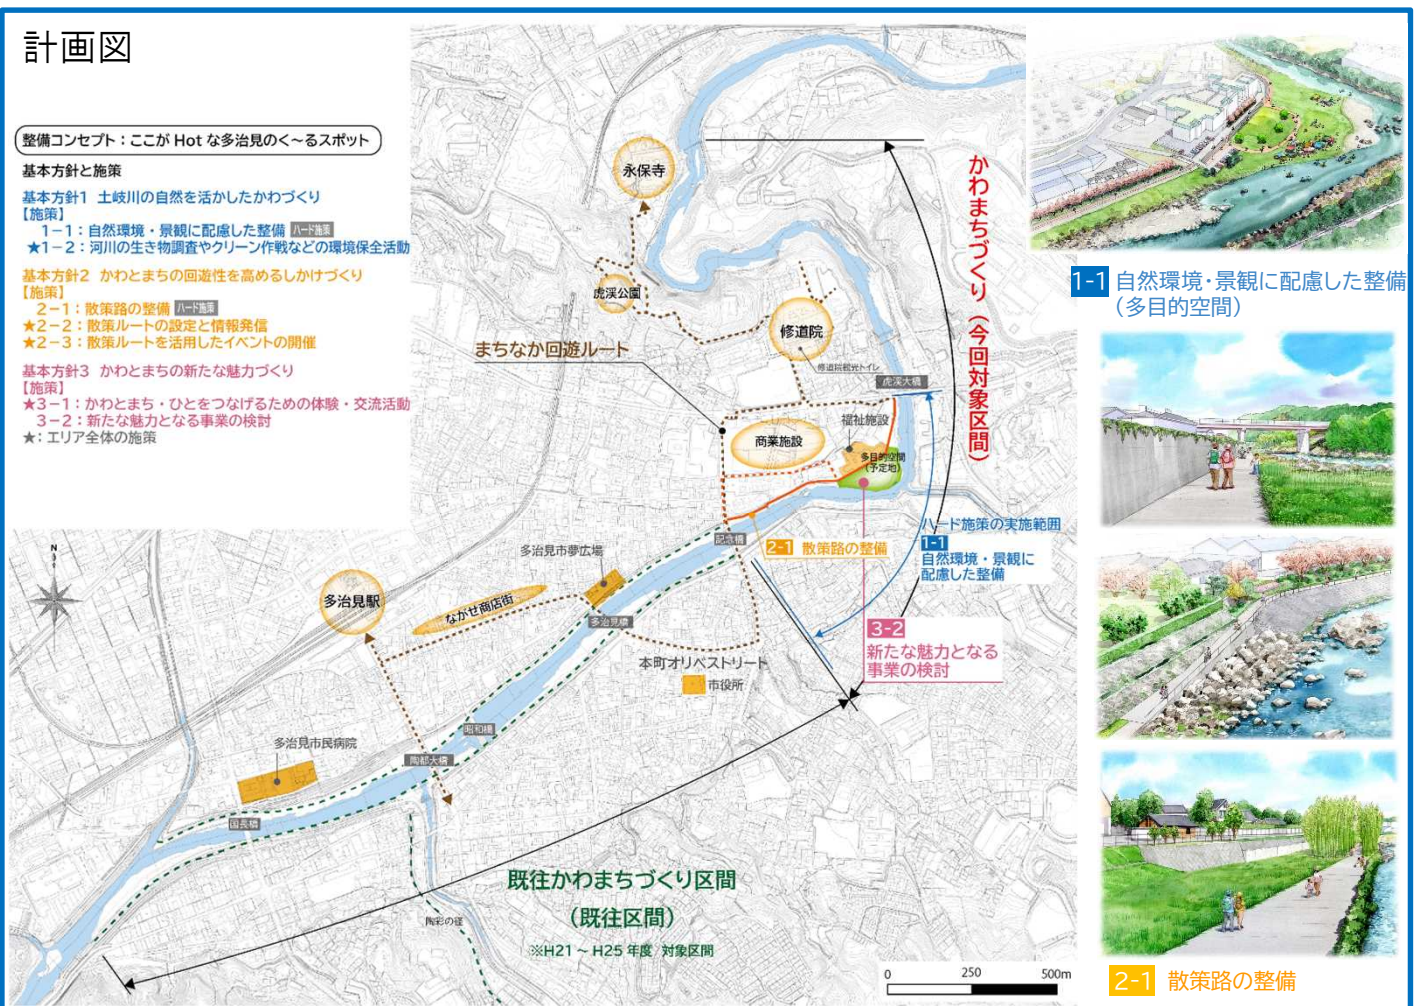 計画図
整備コンセプト：ここが Hot な多治見のく～るスポット
基本方針と施策
基本方針1 土岐川の自然を活かしたかわづくり
【施策】
1－1：自然環境・景観に配慮した整備 ハード施策
★1－2：河川の生き物調査やクリーン作戦などの環境保全活動
基本方針2 かわとまちの回遊性を高めるしかけづくり
【施策】
2－1：散策路の整備 ハード施策
★2－2：散策ルートの設定と情報発信
★2－3：散策ルートを活用したイベントの開催
基本方針3 かわとまちの新たな魅力づくり
【施策】
★3－1：かわとまち・ひとをつなげるための体験・交流活動
3－2：新たな魅力となる事業の検討
★：エリア全体の施策
永保寺
虎渓公園
修道院
修道院観光トイレ
まちなか回遊ルート
虎渓大橋
福祉施設
商業施設
多目的空間
（予定地）
かわまちづくり（今回対象区間）
ハード施策の実施範囲
1-1
自然環境・景観に
配慮した整備
記念橋
2-1 散策路の整備
3-2
新たな魅力となる
事業の検討
N
多治見駅
ながせ商店街
多治見市夢広場
多治見橋
本町オリベストリート
市役所
昭和橋
陶都大橋
多治見市民病院
国長橋
陶彩の径
既往かわまちづくり区間
（既往区間）
※H21～H25 年度 対象区間
0 250 500m
1-1 自然環境・景観に配慮した整備
（多目的空間）
2-1 散策路の整備